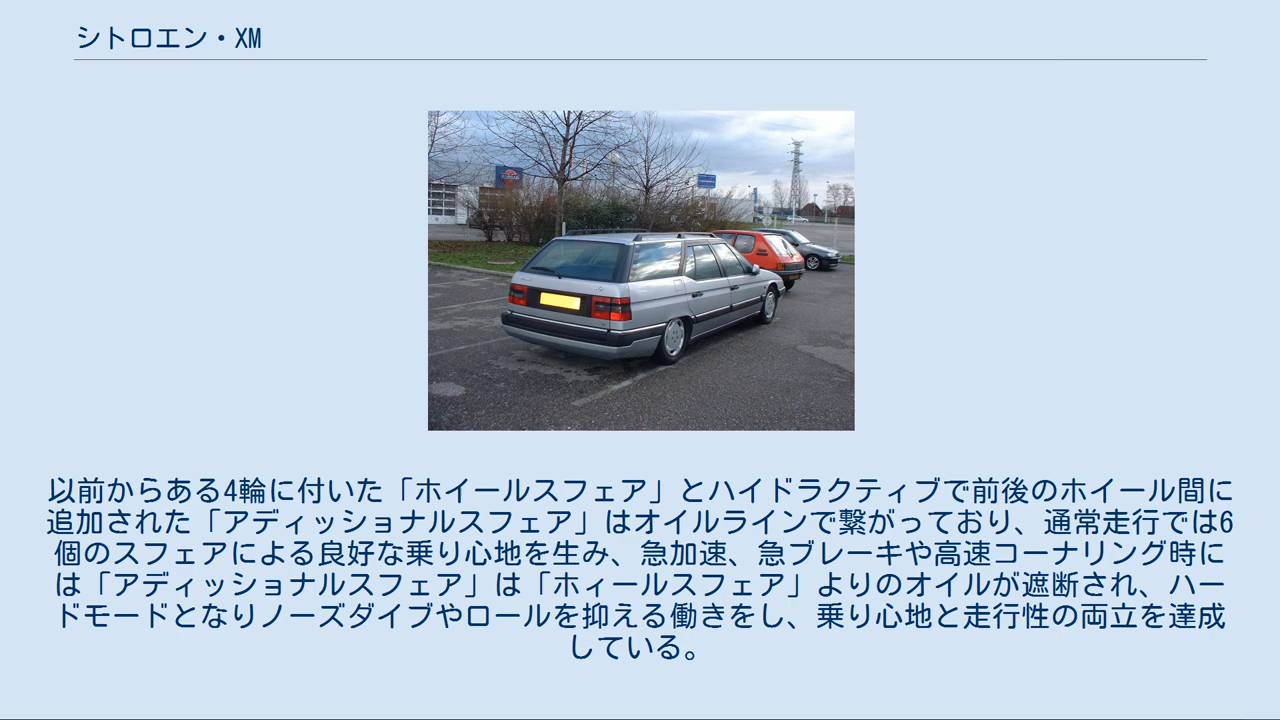 シトロエン・XM
以前からある4輪に付いた「ホイールスフェア」とハイドラクティブで前後のホイール間に
追加された「アディッショナルスフェア」はオイルラインで繋がっており、通常走行では6
個のスフェアによる良好な乗り心地を生み、急加速、急ブレーキや高速コーナリング時に
は「アディッショナルスフェア」は「ホィールスフェア」よりのオイルが遮断され、ハー
ドモードとなりノーズダイブやロールを抑える働きをし、乗り心地と走行性の両立を達成
している。